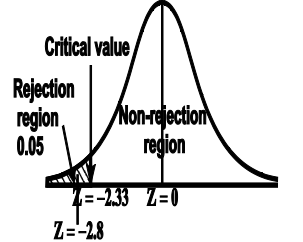 Critical value
Rejection
region
0.05
Non-rejection
region
Z = –2.33
Z = 0
Z = –2.8